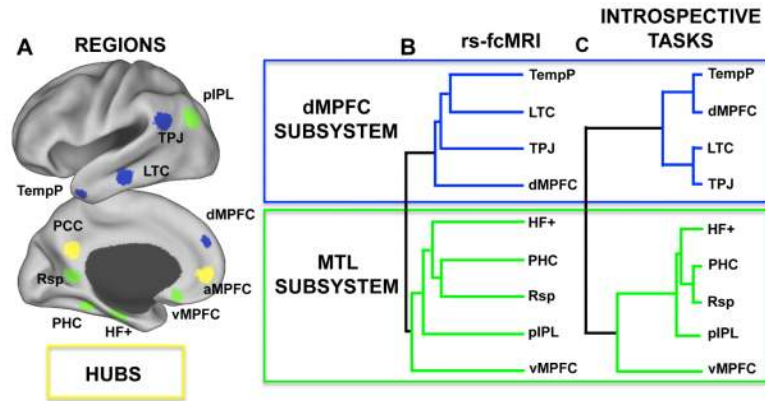 A
REGIONS
pIPL
TPJ
LTC
TempP
PCC
dMPFC
Rsp
aMPFC
vMPFC
PHC
HF+
HUBS
B
rs-fcMRI
C
INTROSPECTIVE
TASKS
dMPFC
SUBSYSTEM
TempP
LTC
TPJ
dMPFC
TempP
dMPFC
LTC
TPJ
MTL
SUBSYSTEM
HF+
PHC
Rsp
pIPL
vMPFC
HF+
PHC
Rsp
pIPL
vMPFC